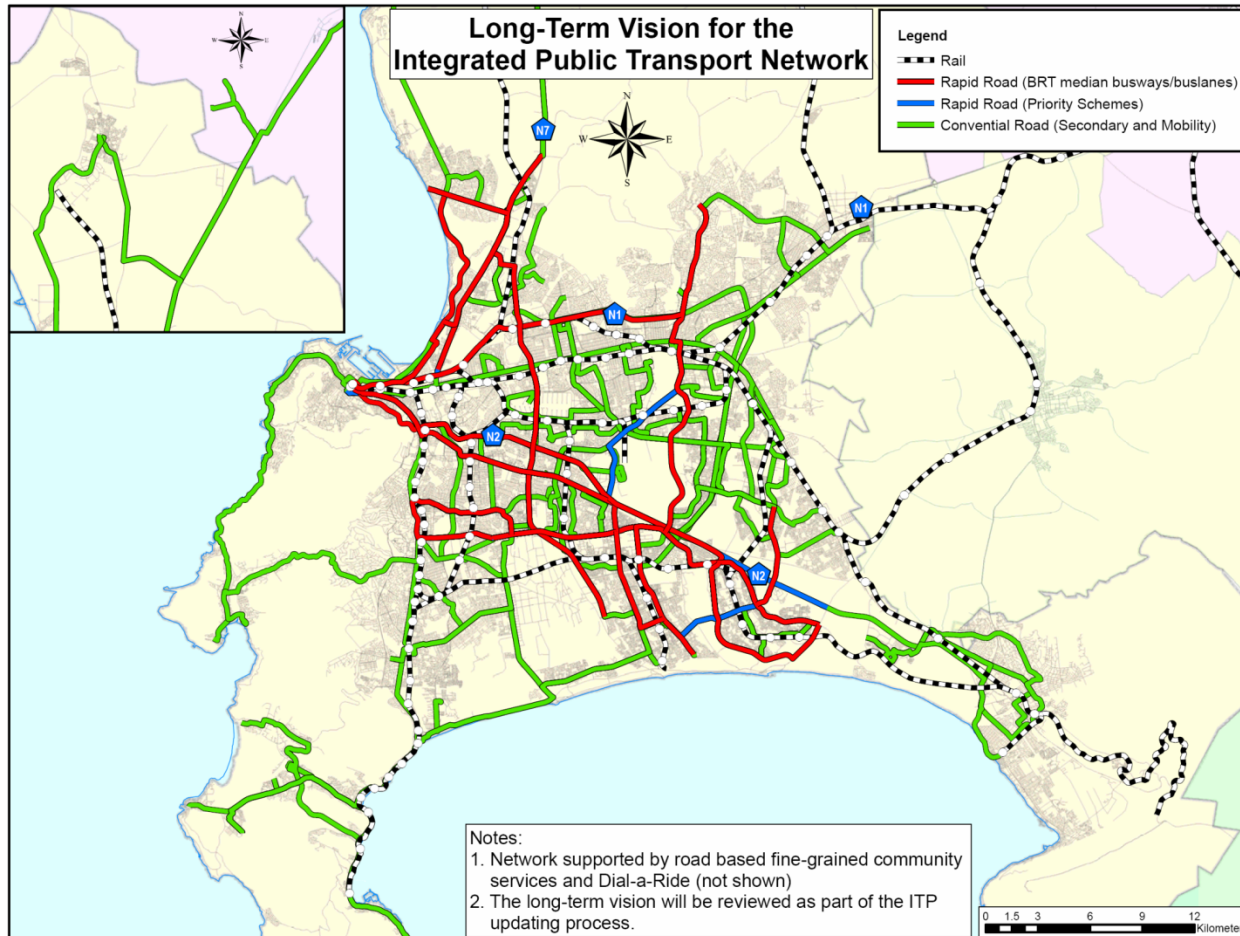 Long-Term Vision for the
Integrated Public Transport Network
Legend
Rail
Rapid Road (BRT median busways/buslanes)
Rapid Road (Priority Schemes)
Convential Road (Secondary and Mobility)
N
W E
S
N7
N
W E
S
N1
N1
N2
N2
Notes:
1. Network supported by road based fine-grained community
services and Dial-a-Ride (not shown)
2. The long-term vision will be reviewed as part of the ITP
updating process.
0 1.5 3 6 9 12
Kilometer